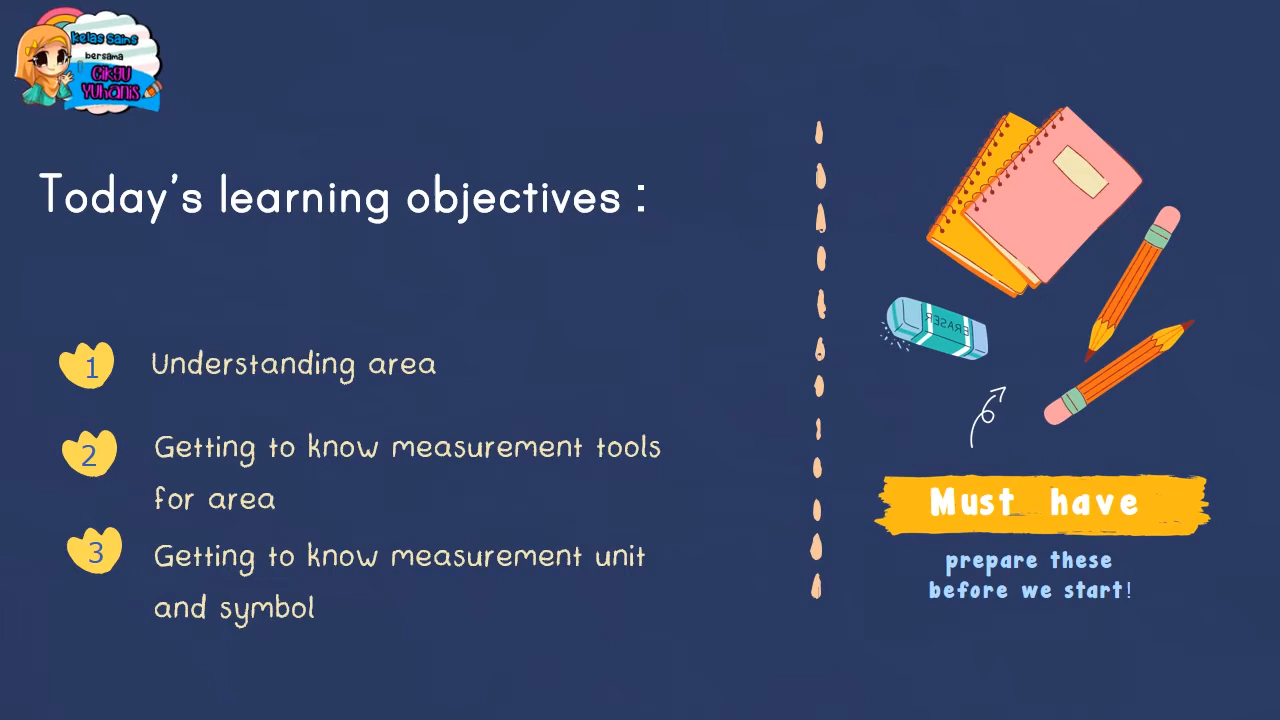 Kelas Sains
bersama
Cikgu
Yuhanis
Today's learning objectives :
1 Understanding area
2 Getting to know measurement tools
for area
3 Getting to know measurement unit
and symbol
ERASER
Must have
prepare these
before we start!